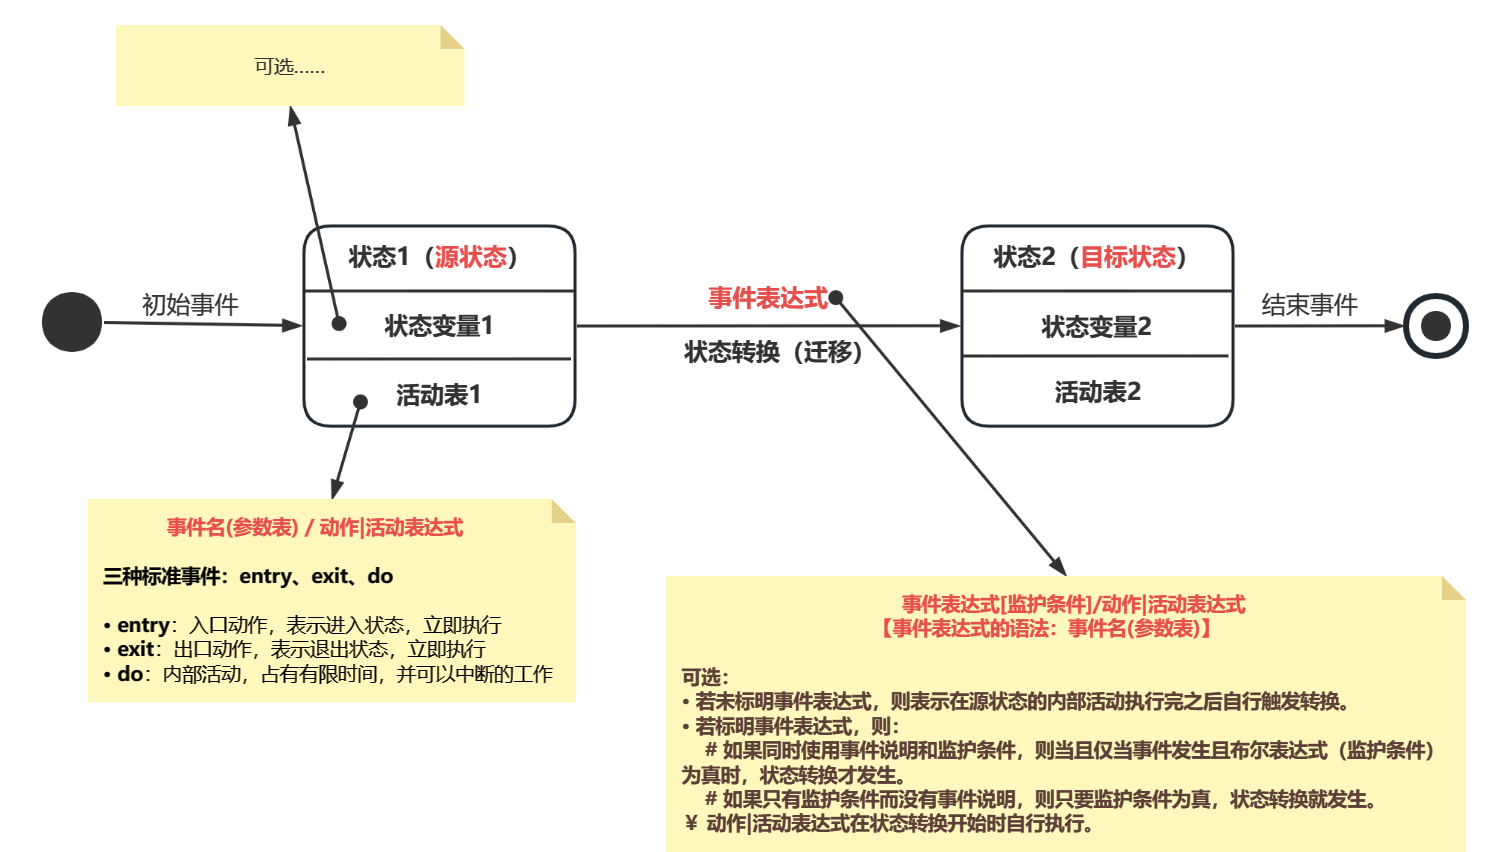 可选......
状态1（源状态）
状态变量1
活动表1
初始事件
事件表达式
状态转换（迁移）
状态2（目标状态）
状态变量2
活动表2
结束事件
事件名(参数表) / 动作|活动表达式
三种标准事件：entry、exit、do
• entry：入口动作，表示进入状态，立即执行
• exit：出口动作，表示退出状态，立即执行
• do：内部活动，占有有限时间，并可以中断的工作
事件表达式[监护条件]/动作|活动表达式
【事件表达式的语法：事件名(参数表)】
可选：
• 若未标明事件表达式，则表示在源状态的内部活动执行完之后自行触发转换。
• 若标明事件表达式，则：
# 如果同时使用事件说明和监护条件，则当且仅当事件发生且布尔表达式（监护条件）
为真时，状态转换才发生。
# 如果只有监护条件而没有事件说明，则只要监护条件为真，状态转换就发生。
¥ 动作|活动表达式在状态转换开始时自行执行。